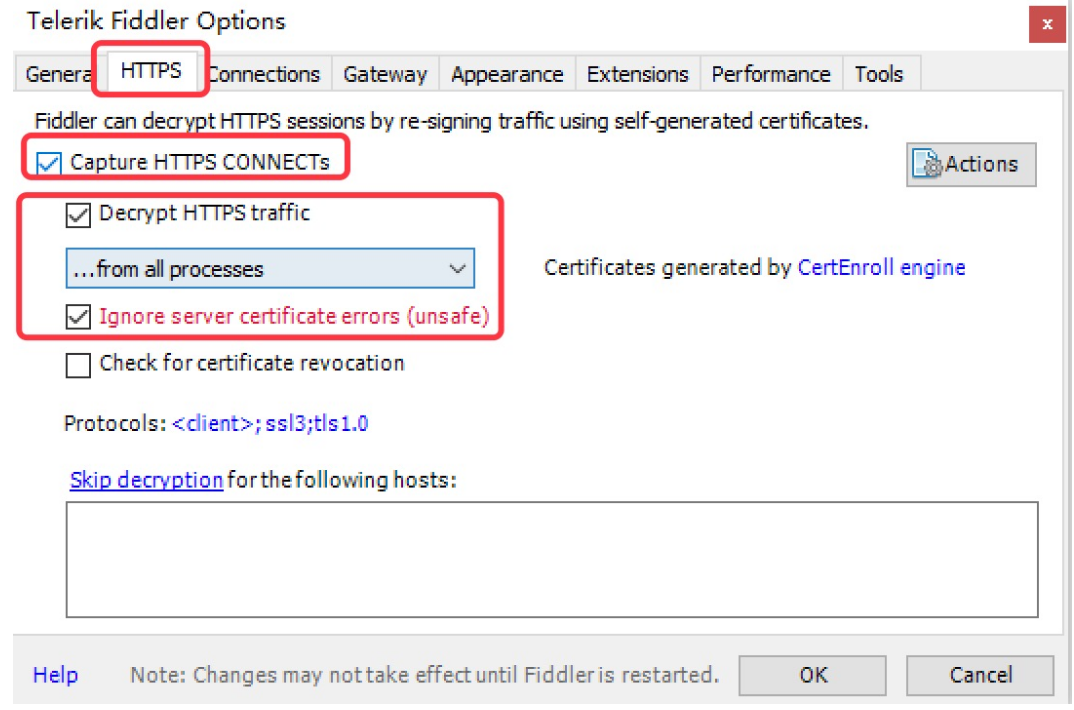 Telerik Fiddler Options
x
General HTTPS Connections Gateway Appearance Extensions Performance Tools
Fiddler can decrypt HTTPS sessions by re-signing traffic using self-generated certificates.
Capture HTTPS CONNECTs
Actions
Decrypt HTTPS traffic
...from all processes
Certificates generated by CertEnroll engine
Ignore server certificate errors (unsafe)
Check for certificate revocation
Protocols: <client>;ssl3;tls1.0
Skip decryption for the following hosts:
Help Note: Changes may not take effect until Fiddler is restarted. OK Cancel